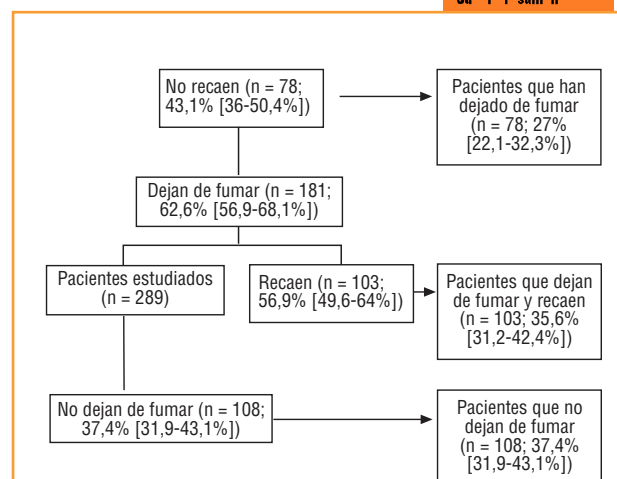 No recaen (n = 78;
43,1% [36-50,4%])
Pacientes que han
dejado de fumar
(n = 78; 27%
[22,1-32,3%])
Dejan de fumar (n = 181;
62,6% [56,9-68,1%])
Pacientes estudiados
(n = 289)
Recaen (n = 103;
56,9% [49,6-64%])
Pacientes que dejan
de fumar y recaen
(n = 103; 35,6%
[31,2-42,4%])
No dejan de fumar (n = 108;
37,4% [31,9-43,1%])
Pacientes que no
dejan de fumar
(n = 108; 37,4%
[31,9-43,1%])